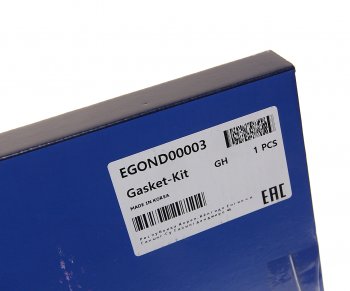 EGOND00003
Gasket-Kit GH 1 PCS
MADE IN KOREA
EAC